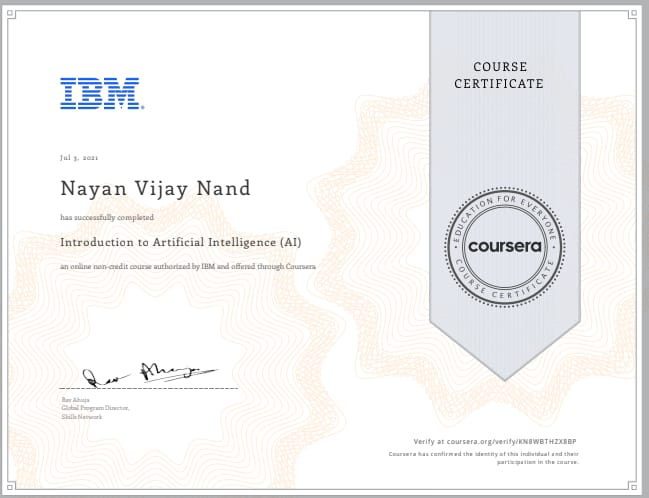 COURSE
CERTIFICATE
IBM
Jul 3, 2021
Nayan Vijay Nand
has successfully completed
Introduction to Artificial Intelligence (AI)
an online non-credit course authorized by IBM and offered through Coursera
EDUCATION FOR EVERYONE
coursera
COURSE CERTIFICATE
Rav Ahuja
Global Program Director,
Skills Network
Verify at coursera.org/verify/KN8WBTHZX8BP
Coursera has confirmed the identity of this individual and their
participation in the course.